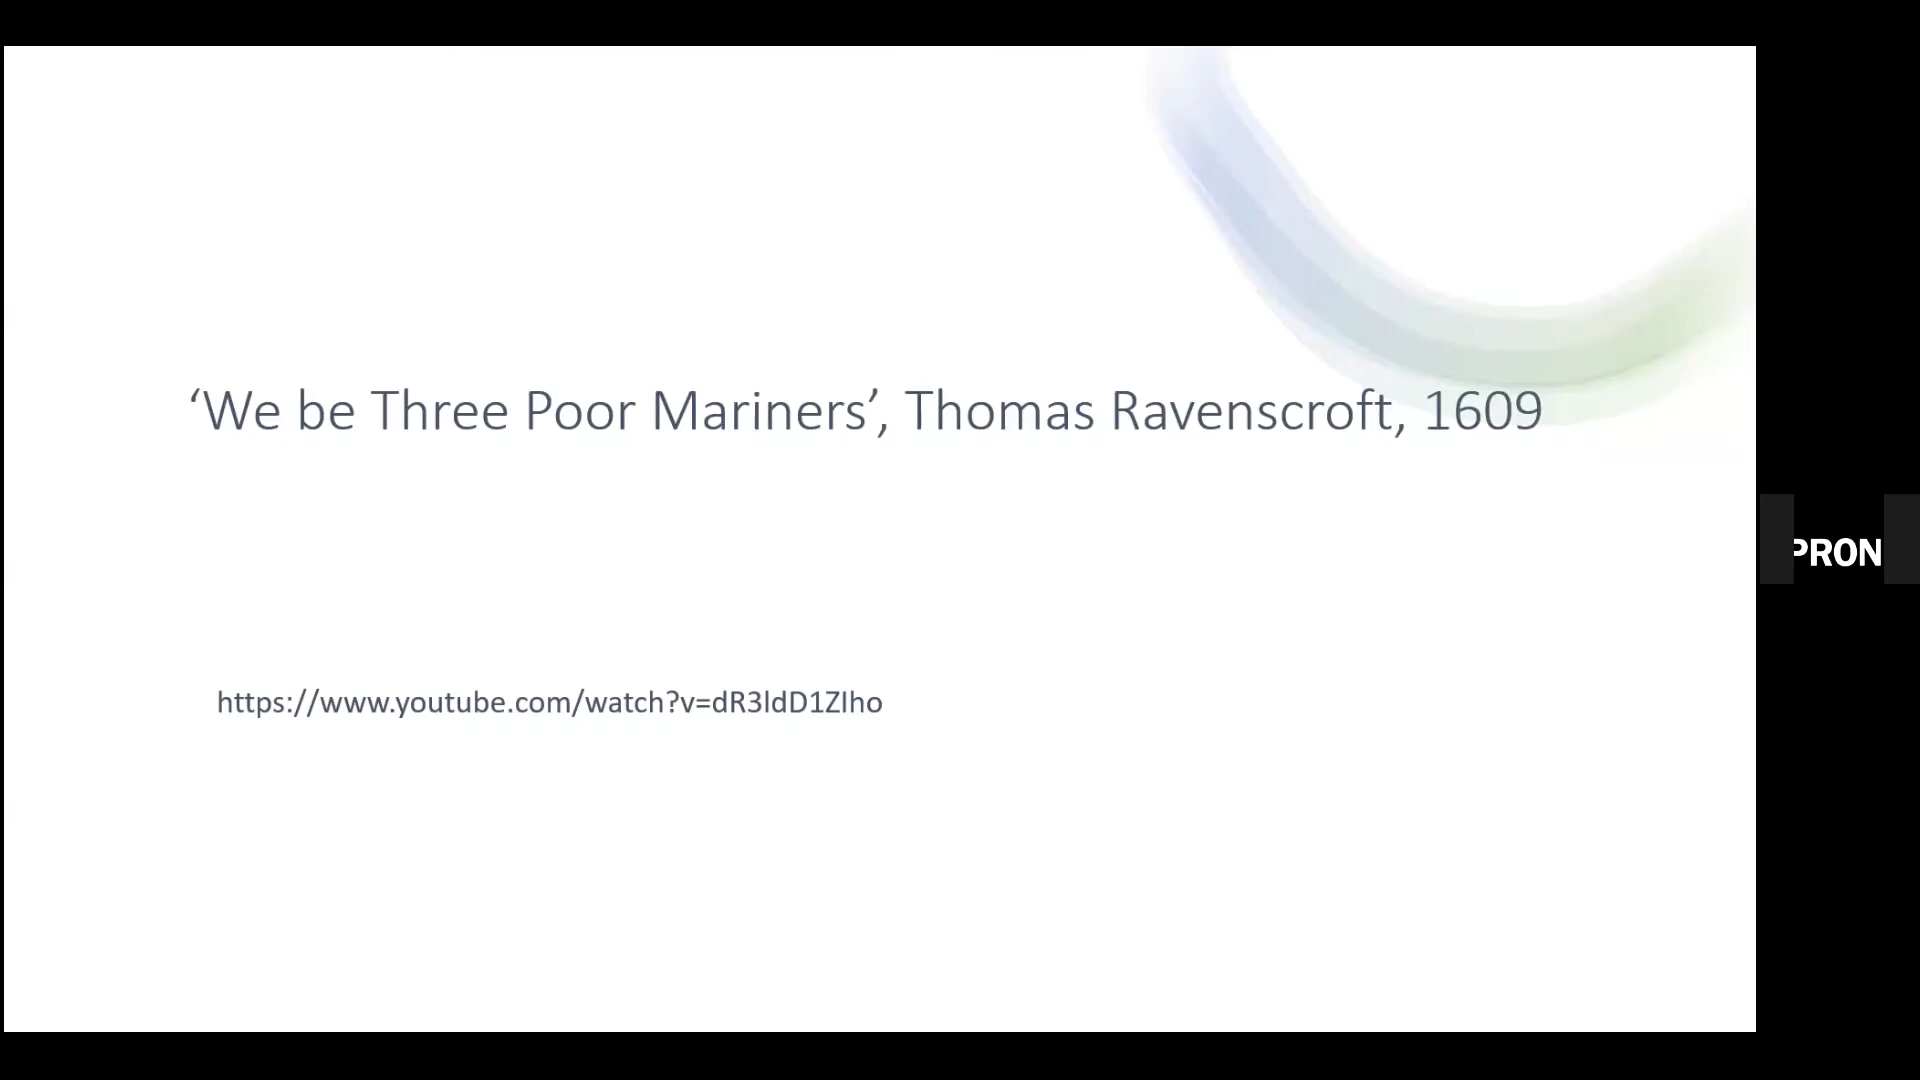 ‘We be Three Poor Mariners’, Thomas Ravenscroft, 1609
https://www.youtube.com/watch?v=dR3ldD1ZIho
PRON